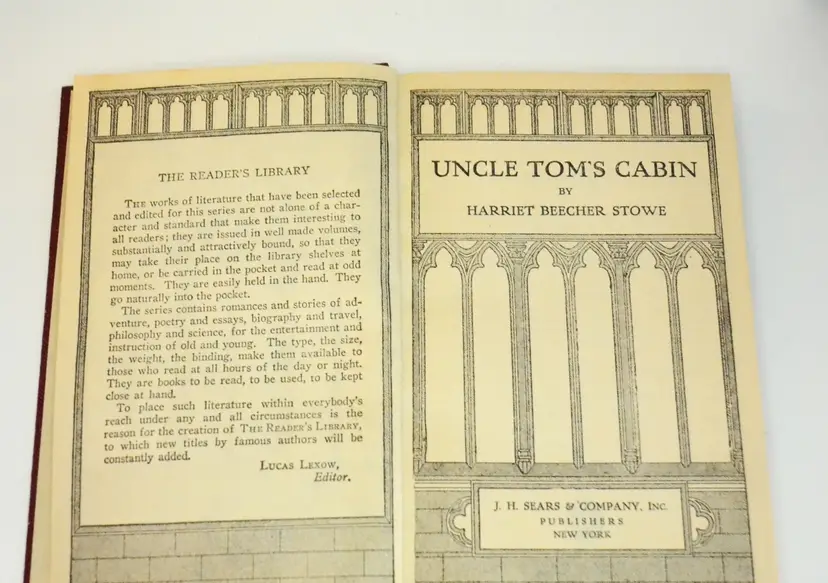 THE READER'S LIBRARY
THE works of literature that have been selected
and edited for this series are not alone of a char-
acter and standard that make them interesting to
all readers; they are issued in well made volumes,
substantially and attractively bound, so that they
may take their place on the library shelves at
home, or be carried in the pocket and read at odd
moments. They are easily held in the hand. They
go naturally into the pocket.
The series contains romances and stories of ad-
venture, poetry and essays, biography and travel,
philosophy and science, for the entertainment and
instruction of old and young. The type, the size,
the weight, the binding, make them available to
those who read at all hours of the day or night.
They are books to be read, to be used, to be kept
close at hand.
To place such literature within everybody's
reach under any and all circumstances is the
reason for the creation of THE READER'S LIBRARY,
to which new titles by famous authors will be
constantly added.
LUCAS LEXOW,
Editor.
UNCLE TOM'S CABIN
BY
HARRIET BEECHER STOWE
J. H. SEARS & COMPANY, INC.
PUBLISHERS
NEW YORK